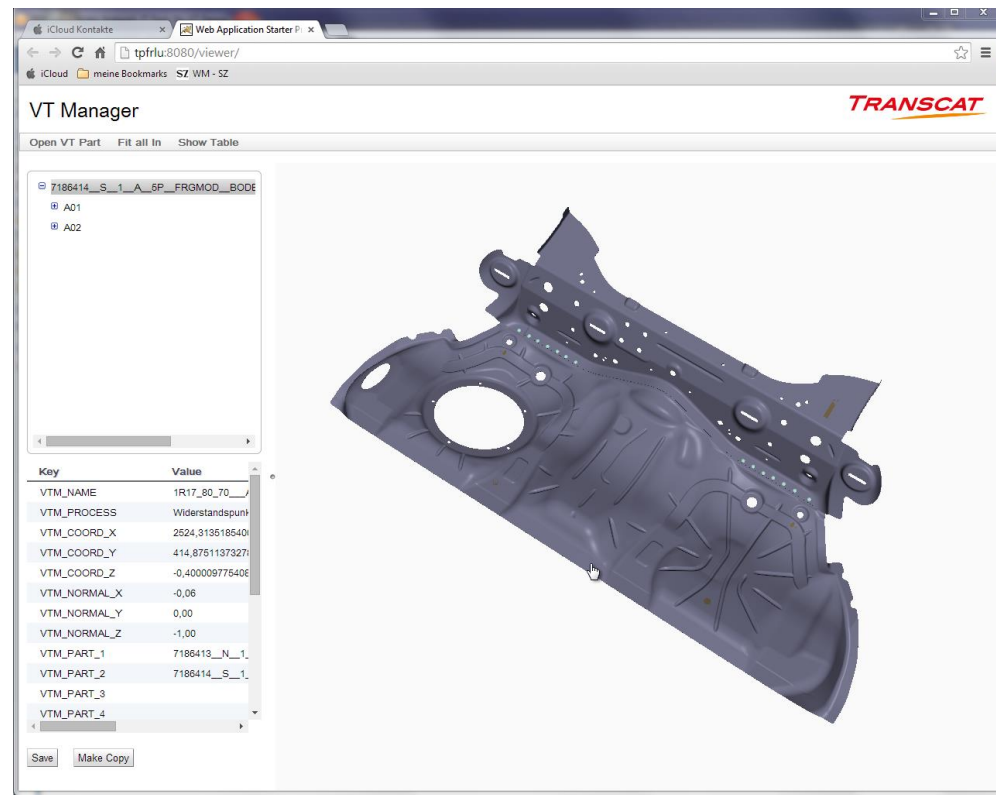 iCloud Kontakte
Web Application Starter P
tpfrlu:8080/viewer/
iCloud meine Bookmarks SZ WM - SZ
VT Manager
TRANSCAT
Open VT Part Fit all In Show Table
7186414__S__1__A__5P__FRGMOD__BODE
A01
A02
Key Value
VTM_NAME 1R17_80_70___
VTM_PROCESS Widerstandspunk
VTM_COORD_X 2524,313518540
VTM_COORD_Y 414,8751137327
VTM_COORD_Z -0,40000977540
VTM_NORMAL_X -0,06
VTM_NORMAL_Y 0,00
VTM_NORMAL_Z -1,00
VTM_PART_1 7186413__N__1_
VTM_PART_2 7186414__S__1_
VTM_PART_3
VTM_PART_4
Save Make Copy